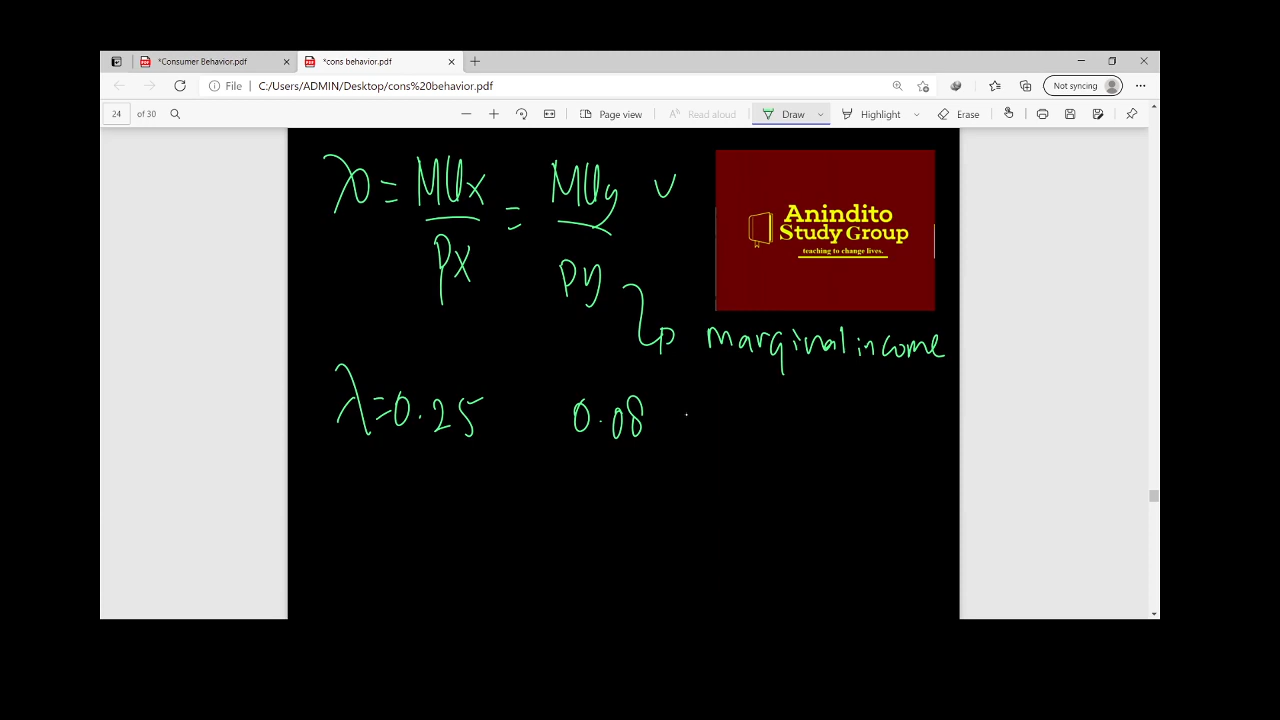 *Consumer Behavior.pdf
*cons behavior.pdf
File C:/Users/ADMIN/Desktop/cons%20behavior.pdf
Not syncing
24 of 30
Page view
Read aloud
Draw
Highlight
Erase
λ = MUx = MUy
Px Py
Anindito
Study Group
teaching to change lives.
marginal income
λ=0.25 0.08